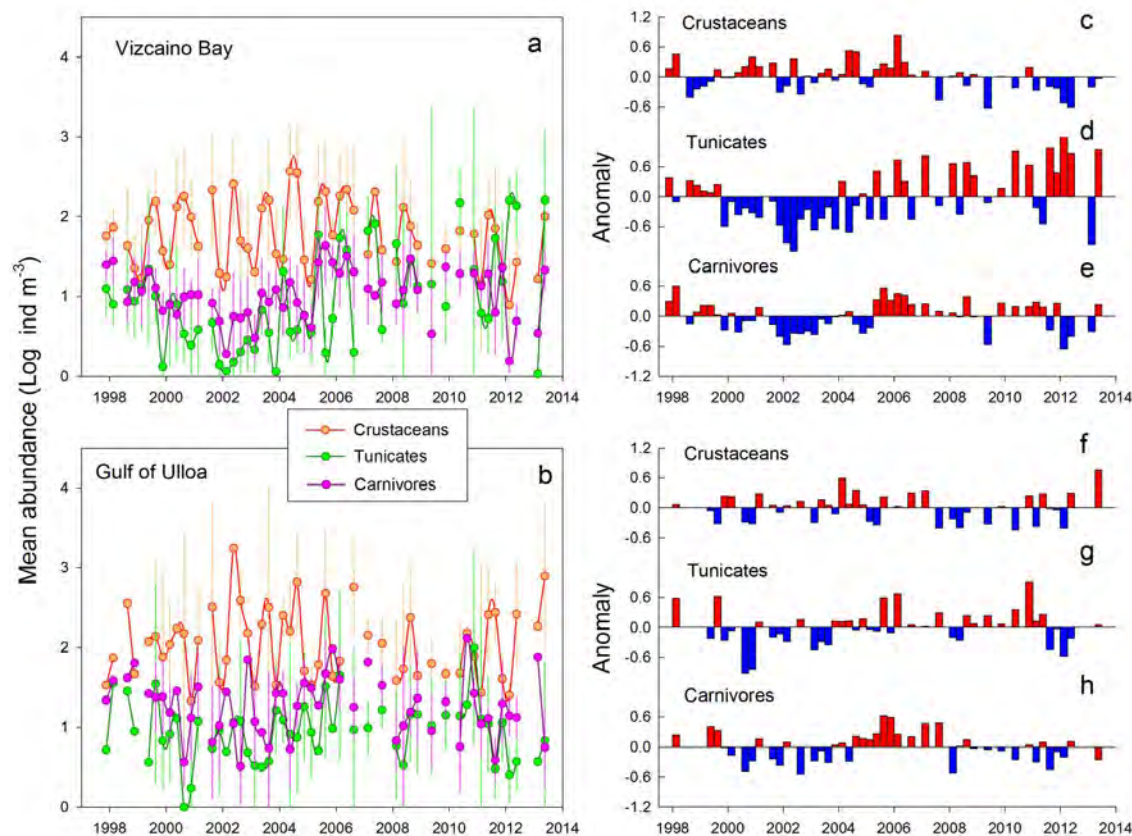 Vizcaino Bay
a
4
3
2
1
0
1998 2000 2002 2004 2006 2008 2010 2012 2014
Mean abundance (Log ind m⁻³)
Crustaceans
Tunicates
Carnivores
Gulf of Ulloa
b
4
3
2
1
0
1998 2000 2002 2004 2006 2008 2010 2012 2014
1.2
Crustaceans
c
0.6
0.0
-0.6
Tunicates
d
0.6
0.0
-0.6
Anomaly
Carnivores
e
0.6
0.0
-0.6
-1.2
1998 2000 2002 2004 2006 2008 2010 2012 2014
1.2
Crustaceans
f
0.6
0.0
-0.6
Tunicates
g
0.6
0.0
-0.6
Anomaly
Carnivores
h
0.6
0.0
-0.6
-1.2
1998 2000 2002 2004 2006 2008 2010 2012 2014